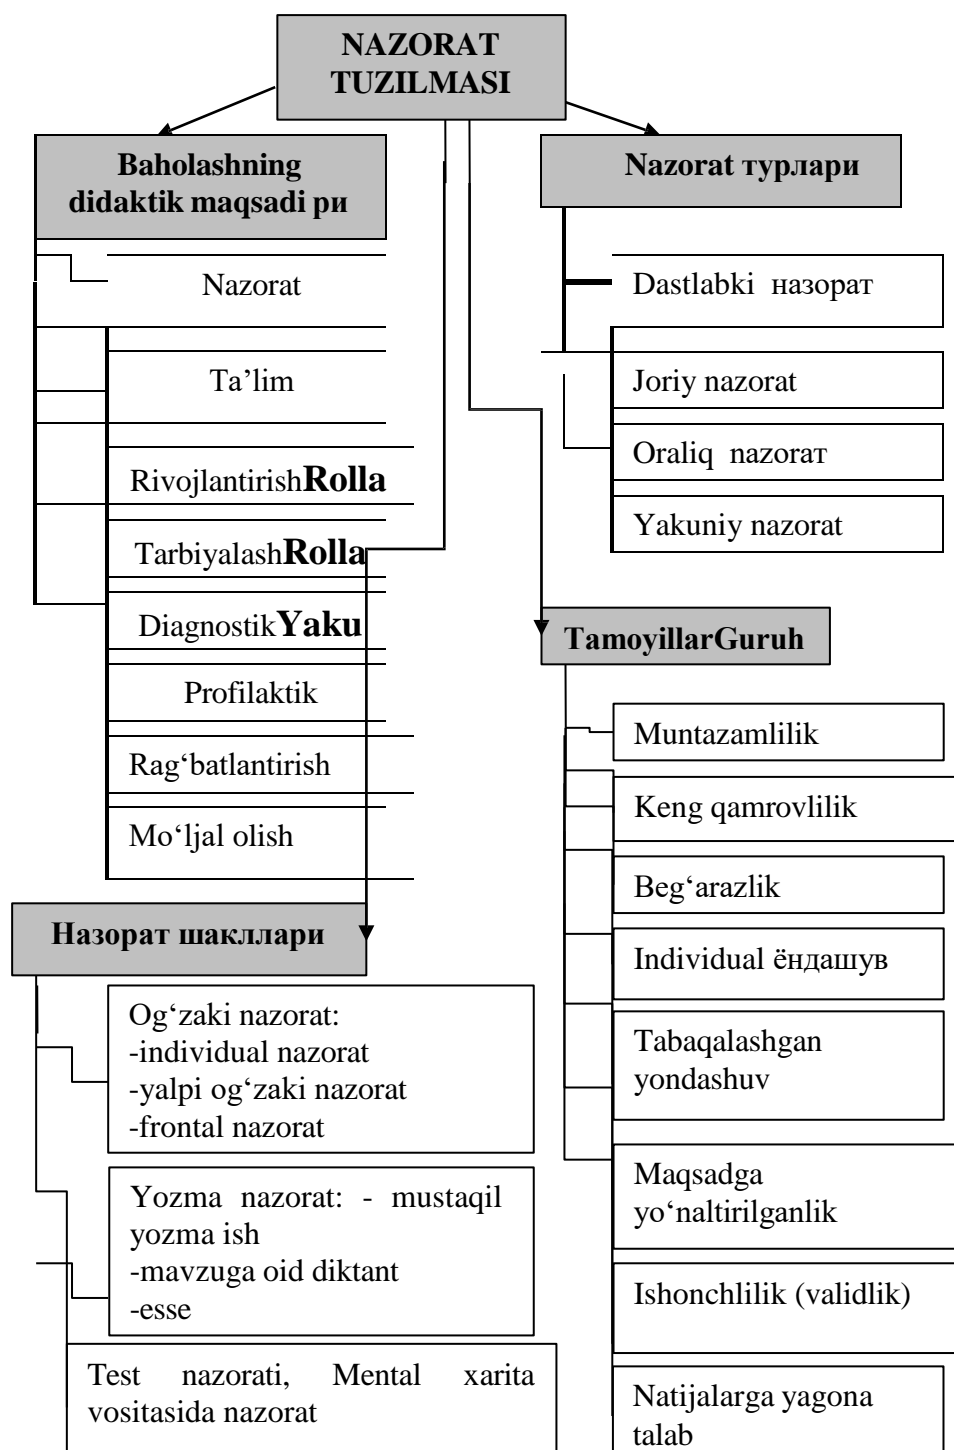 NAZORAT
TUZILMASI
Baholashning
didaktik maqsadi ри
Nazorat
Ta’lim
RivojlantirishRolla
TarbiyalashRolla
DiagnostikYaku
Profilaktik
Rag‘batlantirish
Mo‘ljal olish
Nazorat турлари
Dastlabki назорат
Joriy nazorat
Oraliq nazorат
Yakuniy nazorat
TamoyillarGuruh
Muntazamlilik
Keng qamrovlilik
Beg‘arazlik
Individual ёндашув
Tabaqalashgan
yondashuv
Maqsadga
yo‘naltirilganlik
Ishonchlilik (validlik)
Natijalarga yagona
talab
Назорат шакллари
Og‘zaki nazorat:
-individual nazorat
-yalpi og‘zaki nazorat
-frontal nazorat
Yozma nazorat: - mustaqil
yozma ish
-mavzuga oid diktant
-esse
Test nazorati, Mental xarita
vositasida nazorat